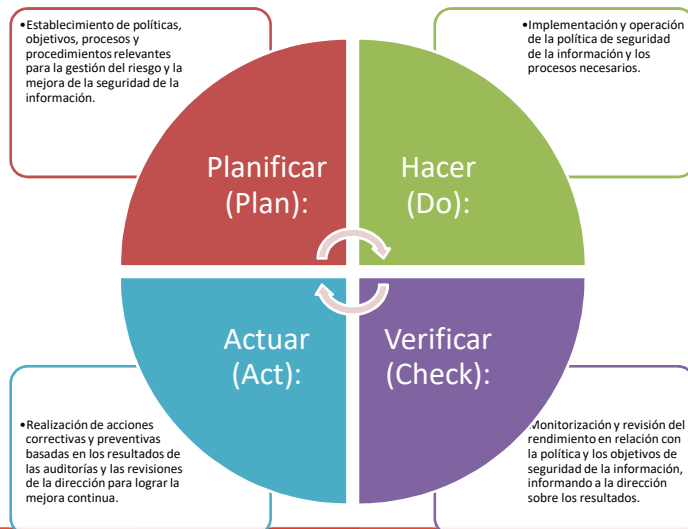 •Establecimiento de políticas,
objetivos, procesos y
procedimientos relevantes
para la gestión del riesgo y la
mejora de la seguridad de la
información.
•Implementación y operación
de la política de seguridad
de la información y los
procesos necesarios.
Planificar
(Plan):
Hacer
(Do):
Actuar
(Act):
Verificar
(Check):
•Realización de acciones
correctivas y preventivas
basadas en los resultados de
las auditorías y las revisiones
de la dirección para lograr la
mejora continua.
Monitorización y revisión del
rendimiento en relación con
la política y los objetivos de
seguridad de la información,
informando a la dirección
sobre los resultados.